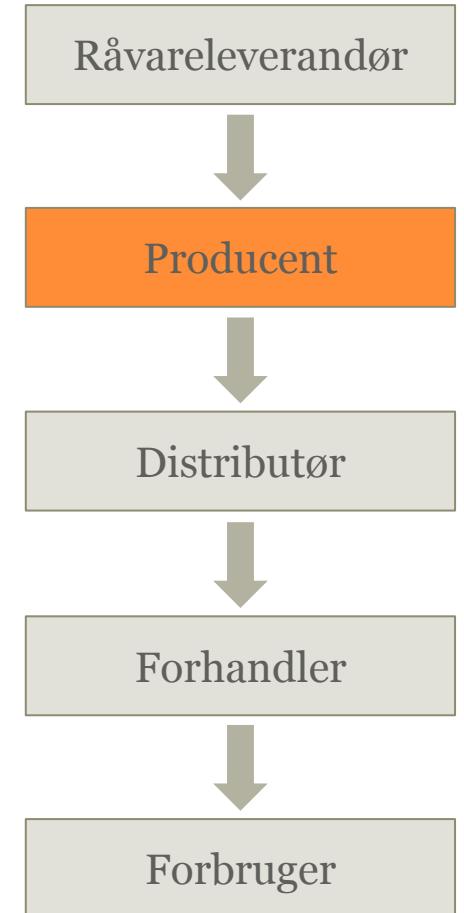 Råvareleverandør
Producent
Distributør
Forhandler
Forbruger